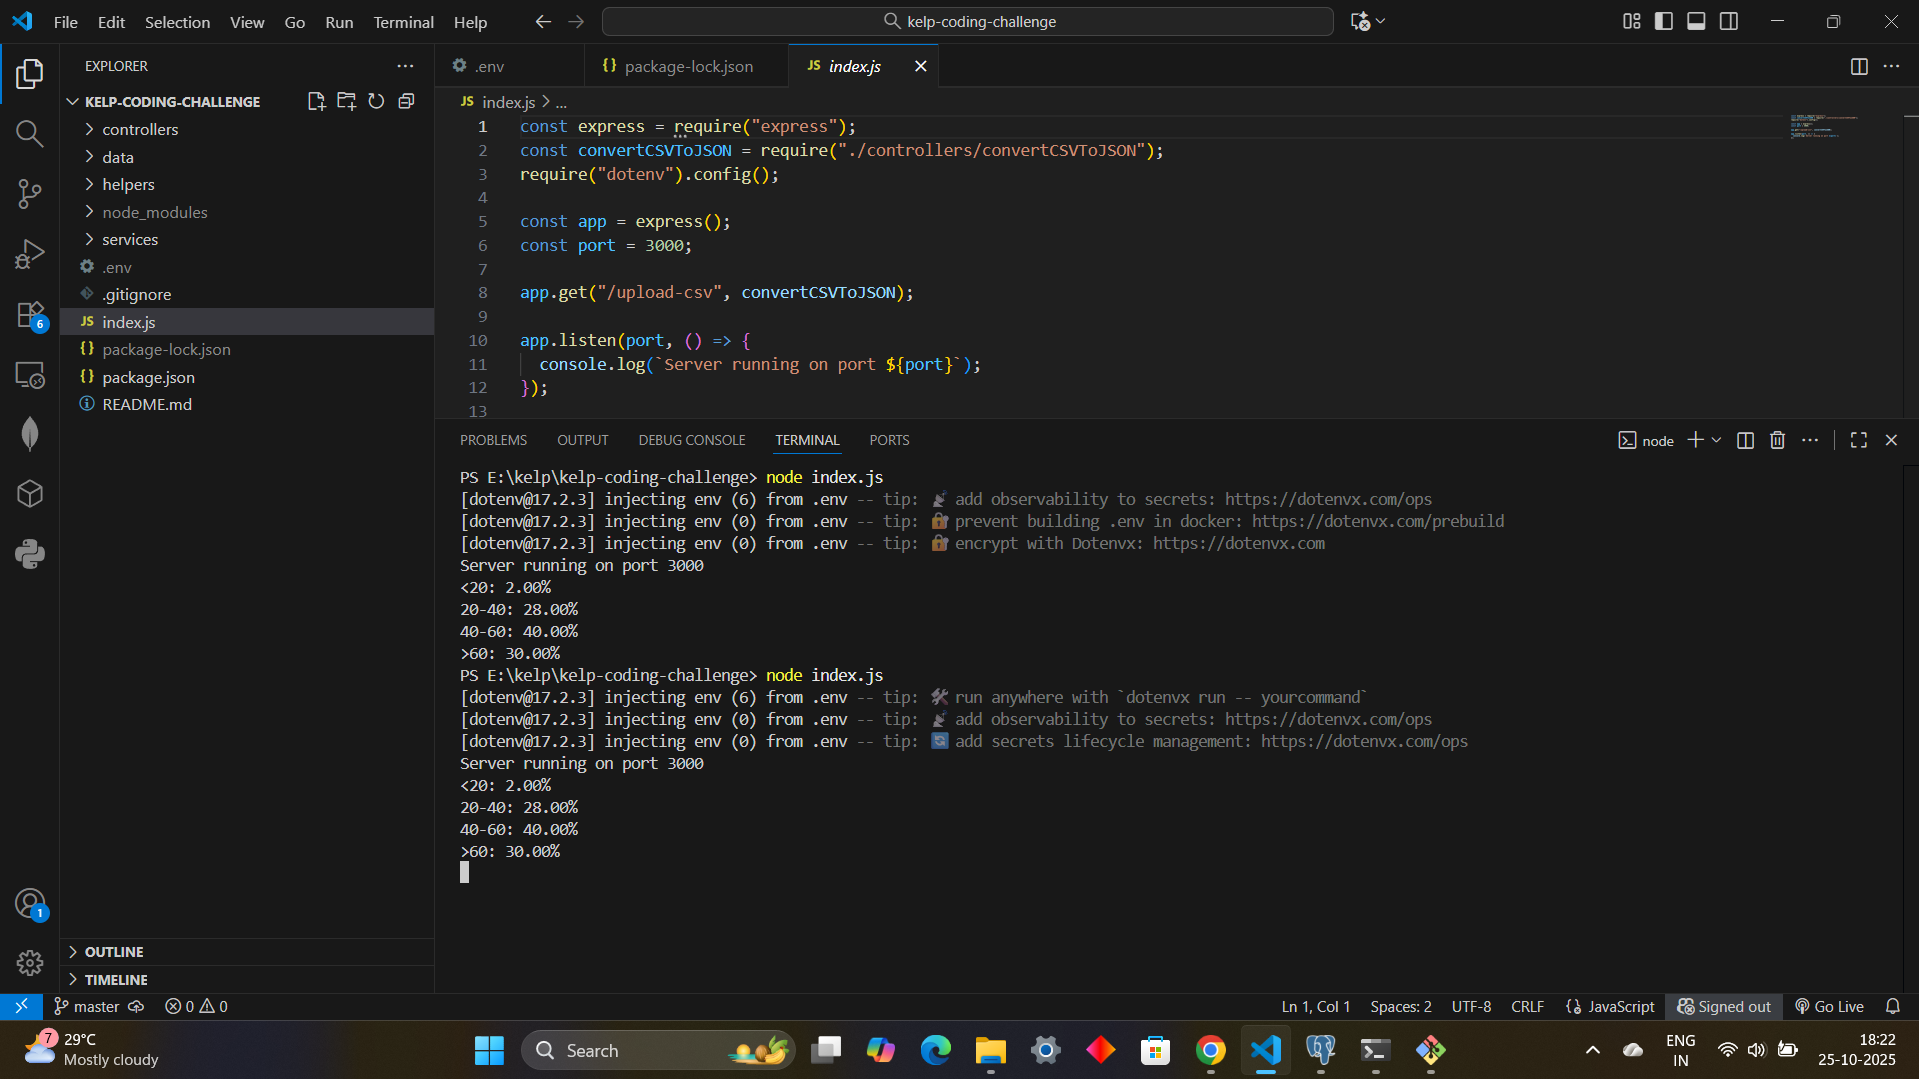 File Edit Selection View Go Run Terminal Help
kelp-coding-challenge
EXPLORER
KELP-CODING-CHALLENGE
controllers
data
helpers
node_modules
services
.env
.gitignore
JS index.js
{} package-lock.json
{} package.json
README.md
OUTLINE
TIMELINE
6
1
.env
{} package-lock.json
JS index.js
JS index.js > ...
1 const express = require("express");
2 const convertCSVToJSON = require("./controllers/convertCSVToJSON");
3 require("dotenv").config();
4
5 const app = express();
6 const port = 3000;
7
8 app.get("/upload-csv", convertCSVToJSON);
9
10 app.listen(port, () => {
11 console.log(`Server running on port ${port}`);
12 });
13
PROBLEMS OUTPUT DEBUG CONSOLE TERMINAL PORTS
node
PS E:\kelp\kelp-coding-challenge> node index.js
[dotenv@17.2.3] injecting env (6) from .env -- tip: 📡 add observability to secrets: https://dotenvx.com/ops
[dotenv@17.2.3] injecting env (0) from .env -- tip: 🔐 prevent building .env in docker: https://dotenvx.com/prebuild
[dotenv@17.2.3] injecting env (0) from .env -- tip: 🔐 encrypt with Dotenvx: https://dotenvx.com
Server running on port 3000
<20: 2.00%
20-40: 28.00%
40-60: 40.00%
>60: 30.00%
PS E:\kelp\kelp-coding-challenge> node index.js
[dotenv@17.2.3] injecting env (6) from .env -- tip: 🛠️ run anywhere with `dotenvx run -- yourcommand`
[dotenv@17.2.3] injecting env (0) from .env -- tip: 📡 add observability to secrets: https://dotenvx.com/ops
[dotenv@17.2.3] injecting env (0) from .env -- tip: 🔄 add secrets lifecycle management: https://dotenvx.com/ops
Server running on port 3000
<20: 2.00%
20-40: 28.00%
40-60: 40.00%
>60: 30.00%
master 0 0
Ln 1, Col 1 Spaces: 2 UTF-8 CRLF {} JavaScript Signed out Go Live
7
29°C
Mostly cloudy
Search
ENG
IN
18:22
25-10-2025